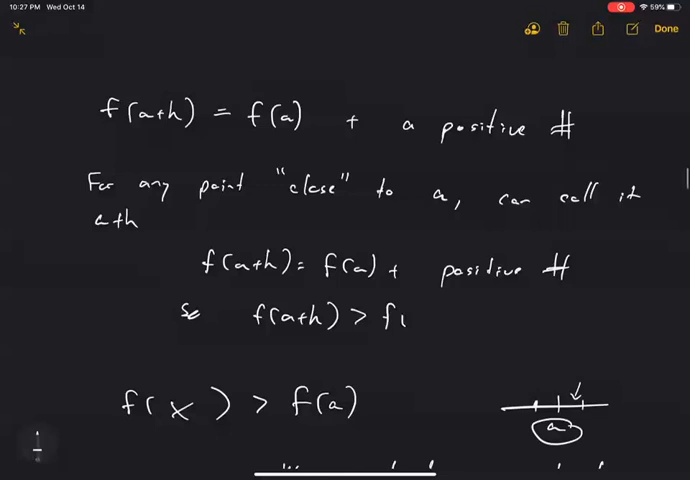 10:27 PM Wed Oct 14
59%
Done
f(a+h) = f(a) + a positive #
For any point "close" to a, can call it
a+h
f(a+h) = f(a) + positive #
So f(a+h) > f(
f(x) > f(a)
a